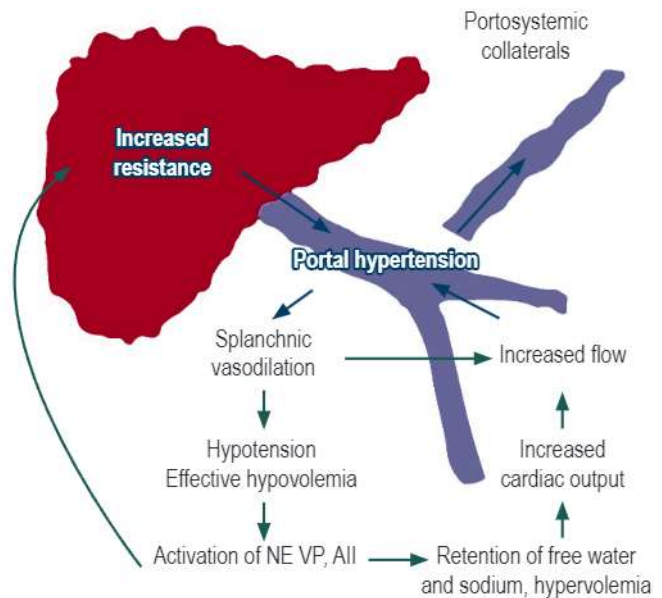 Portosystemic
collaterals
Increased
resistance
Portal hypertension
Splanchnic
vasodilation
Increased flow
Hypotension
Effective hypovolemia
Increased
cardiac output
Activation of NE VP, AII
Retention of free water
and sodium, hypervolemia